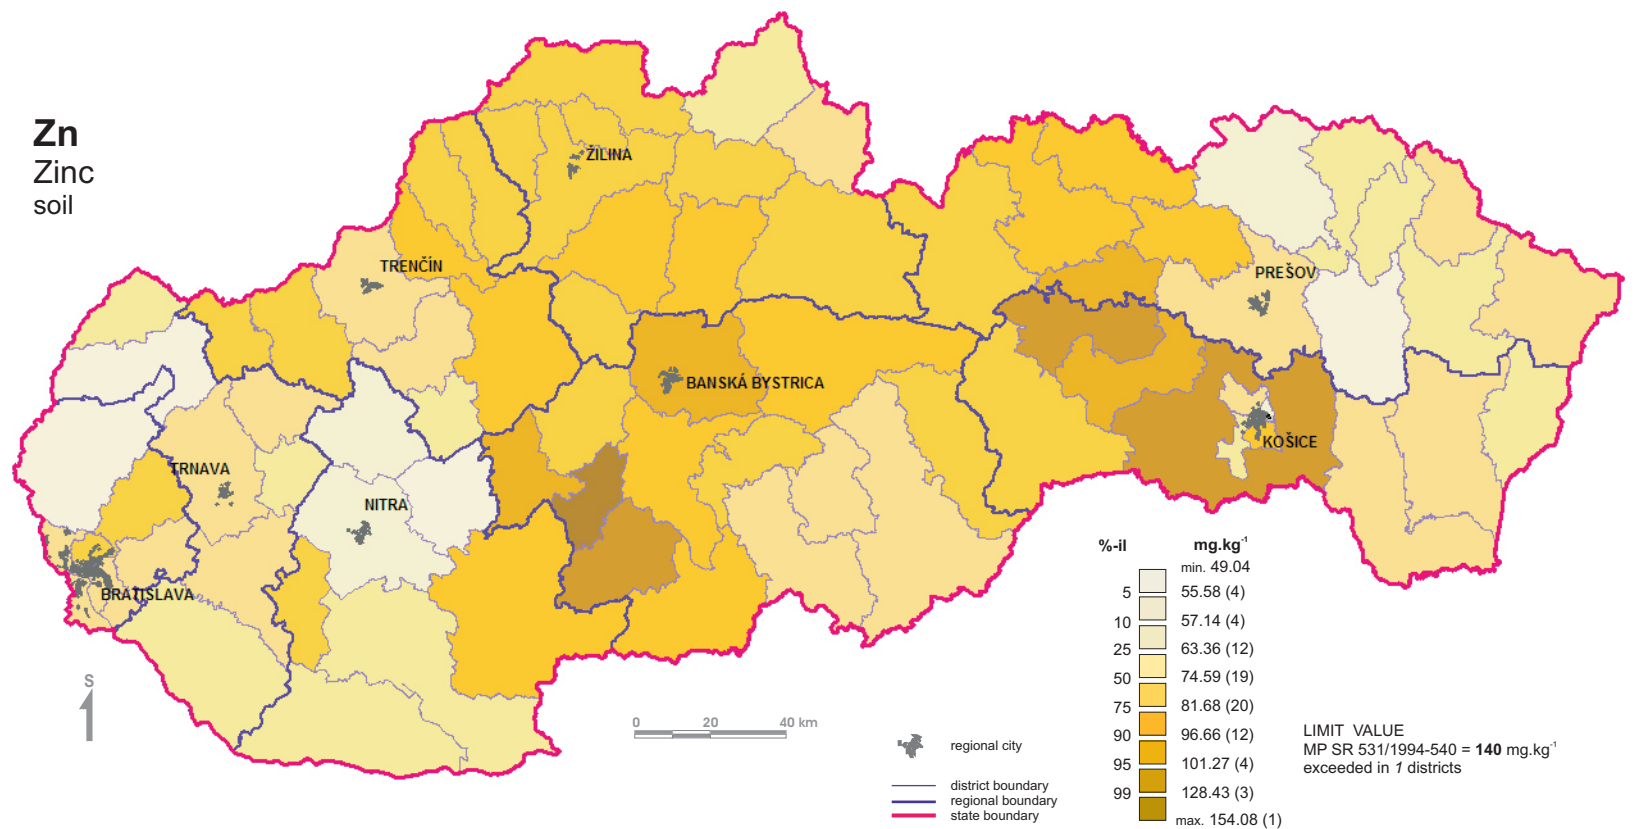 Zn
Zinc
soil
ŽILINA
TRENČÍN
PREŠOV
BANSKÁ BYSTRICA
KOŠICE
TRNAVA
NITRA
BRATISLAVA
S
0 20 40 km
regional city
district boundary
regional boundary
state boundary
%-il mg.kg⁻¹
min. 49.04
5 55.58 (4)
10 57.14 (4)
25 63.36 (12)
50 74.59 (19)
75 81.68 (20)
90 96.66 (12)
95 101.27 (4)
99 128.43 (3)
max. 154.08 (1)
LIMIT VALUE
MP SR 531/1994-540 = 140 mg.kg⁻¹
exceeded in 1 districts